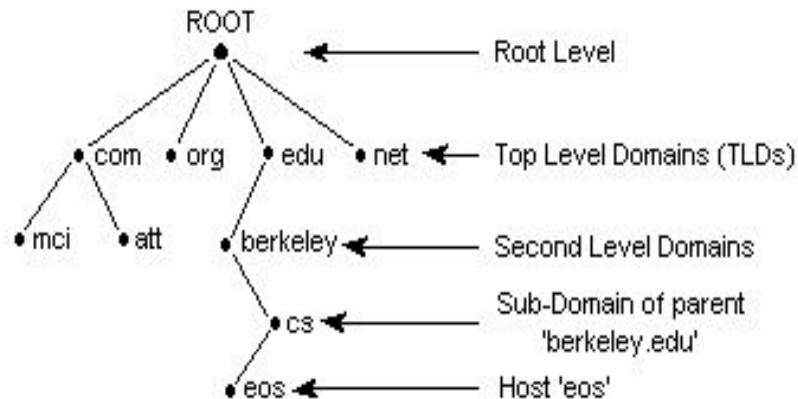 ROOT
Root Level
com org edu net Top Level Domains (TLDs)
mci att berkeley Second Level Domains
cs Sub-Domain of parent
'berkeley.edu'
eos Host 'eos'